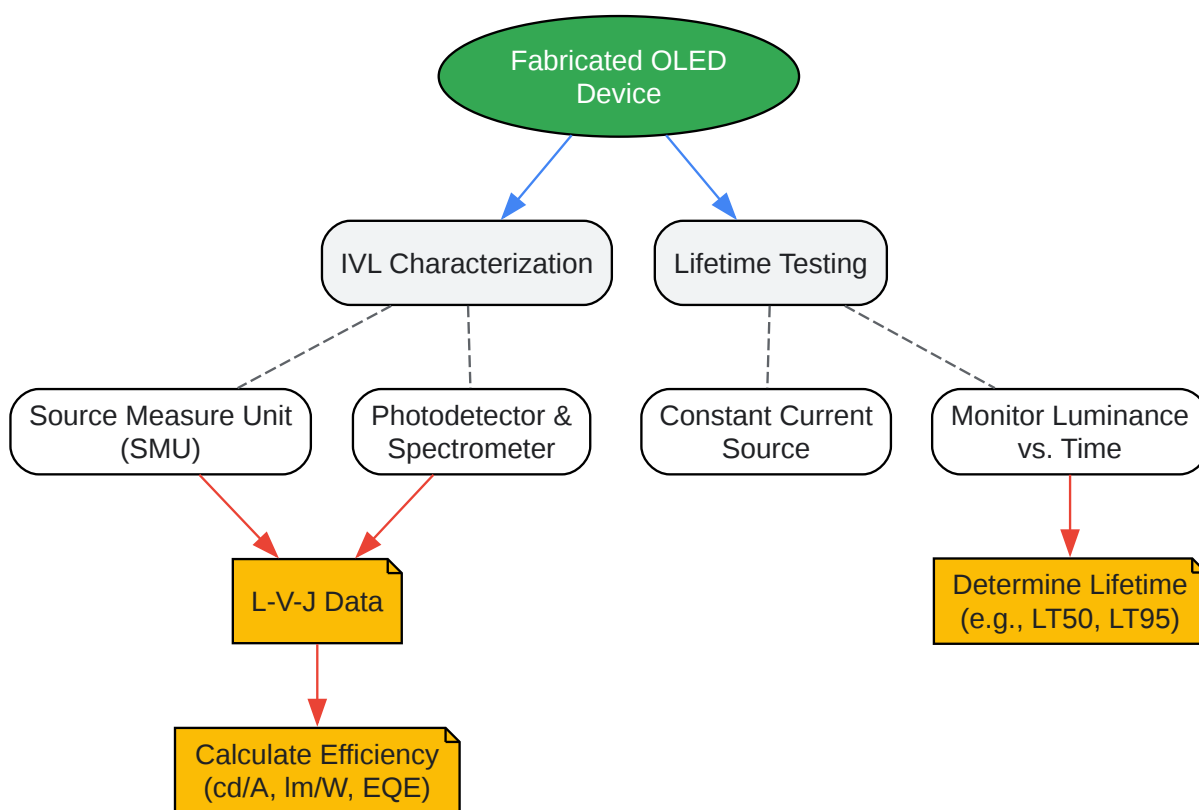 Fabricated OLED
Device
IVL Characterization
Lifetime Testing
Source Measure Unit
(SMU)
Photodetector &
Spectrometer
Constant Current
Source
Monitor Luminance
vs. Time
L-V-J Data
Determine Lifetime
(e.g., LT50, LT95)
Calculate Efficiency
(cd/A, lm/W, EQE)